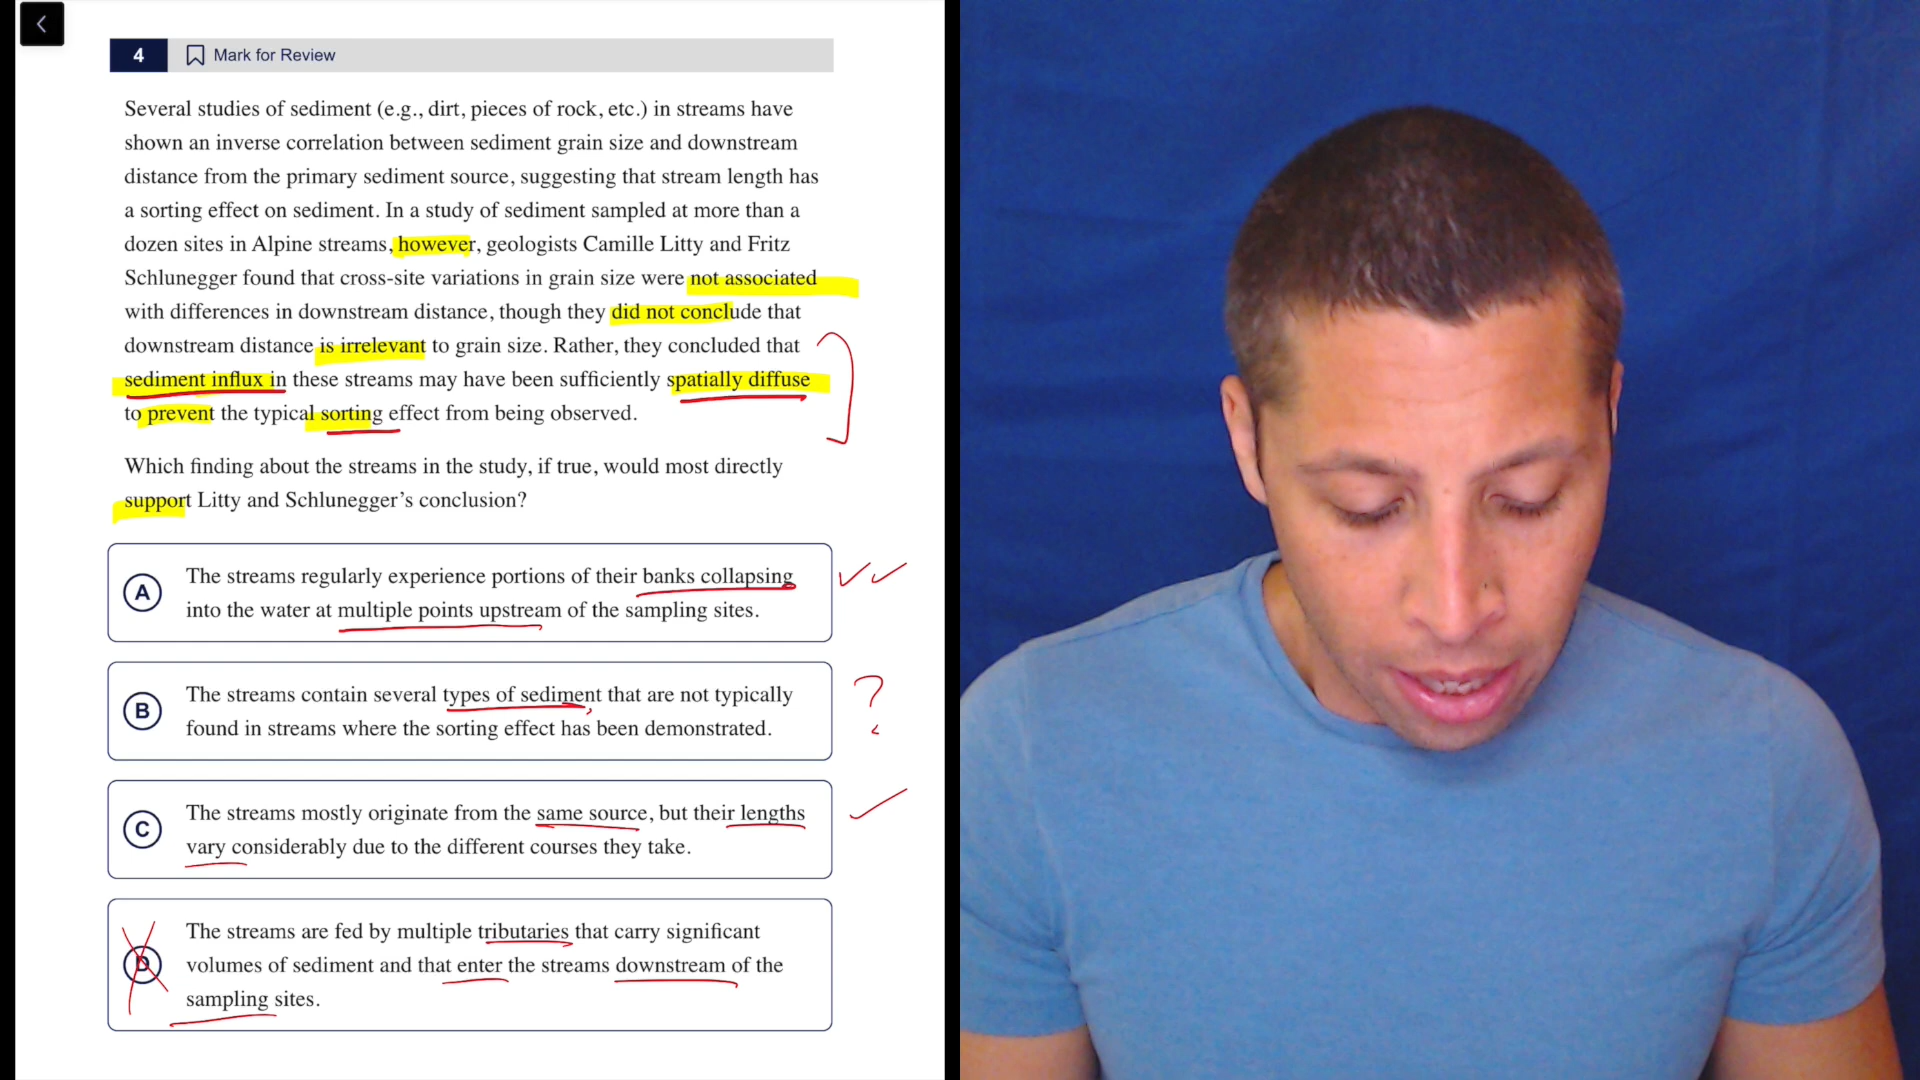 4 Mark for Review
Several studies of sediment (e.g., dirt, pieces of rock, etc.) in streams have
shown an inverse correlation between sediment grain size and downstream
distance from the primary sediment source, suggesting that stream length has
a sorting effect on sediment. In a study of sediment sampled at more than a
dozen sites in Alpine streams, however, geologists Camille Litty and Fritz
Schlunegger found that cross-site variations in grain size were not associated
with differences in downstream distance, though they did not conclude that
downstream distance is irrelevant to grain size. Rather, they concluded that
sediment influx in these streams may have been sufficiently spatially diffuse
to prevent the typical sorting effect from being observed.
Which finding about the streams in the study, if true, would most directly
support Litty and Schlunegger's conclusion?
A
The streams regularly experience portions of their banks collapsing
into the water at multiple points upstream of the sampling sites.
B
The streams contain several types of sediment that are not typically
found in streams where the sorting effect has been demonstrated.
?
C
The streams mostly originate from the same source, but their lengths
vary considerably due to the different courses they take.
D
The streams are fed by multiple tributaries that carry significant
volumes of sediment and that enter the streams downstream of the
sampling sites.